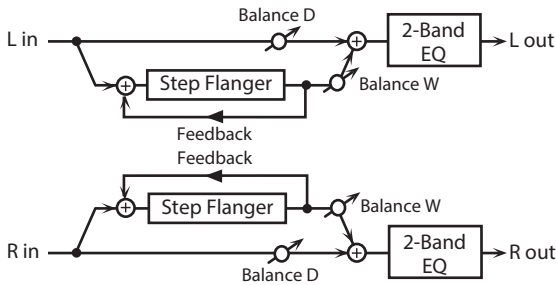 Balance D
L in
2-Band
EQ
L out
Step Flanger
Balance W
Feedback
Feedback
Step Flanger
Balance W
R in
2-Band
EQ
R out
Balance D